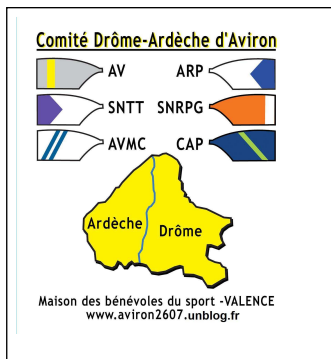 Comité Drôme-Ardèche d'Aviron
AV ARP
SNTT SNRPG
AVMC CAP
Ardèche Drôme
Maison des bénévoles du sport -VALENCE
www.aviron2607.unblog.fr